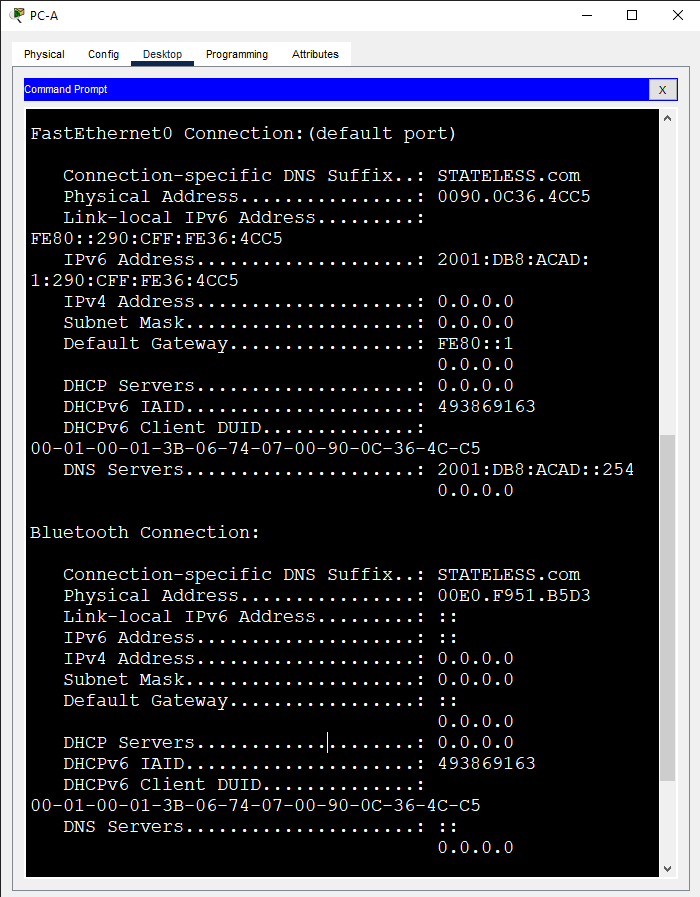 PC-A
Physical Config Desktop Programming Attributes
Command Prompt X
FastEthernet0 Connection:(default port)
Connection-specific DNS Suffix..: STATELESS.com
Physical Address................: 0090.0C36.4CC5
Link-local IPv6 Address.........:
FE80::290:CFF:FE36:4CC5
IPv6 Address....................: 2001:DB8:ACAD:
1:290:CFF:FE36:4CC5
IPv4 Address....................: 0.0.0.0
Subnet Mask.....................: 0.0.0.0
Default Gateway.................: FE80::1
0.0.0.0
DHCP Servers....................: 0.0.0.0
DHCPv6 IAID.....................: 493869163
DHCPv6 Client DUID..............:
00-01-00-01-3B-06-74-07-00-90-0C-36-4C-C5
DNS Servers.....................: 2001:DB8:ACAD::254
0.0.0.0
Bluetooth Connection:
Connection-specific DNS Suffix..: STATELESS.com
Physical Address................: 00E0.F951.B5D3
Link-local IPv6 Address.........: ::
IPv6 Address....................: ::
IPv4 Address....................: 0.0.0.0
Subnet Mask.....................: 0.0.0.0
Default Gateway.................: ::
0.0.0.0
DHCP Servers....................: 0.0.0.0
DHCPv6 IAID.....................: 493869163
DHCPv6 Client DUID..............:
00-01-00-01-3B-06-74-07-00-90-0C-36-4C-C5
DNS Servers.....................: ::
0.0.0.0